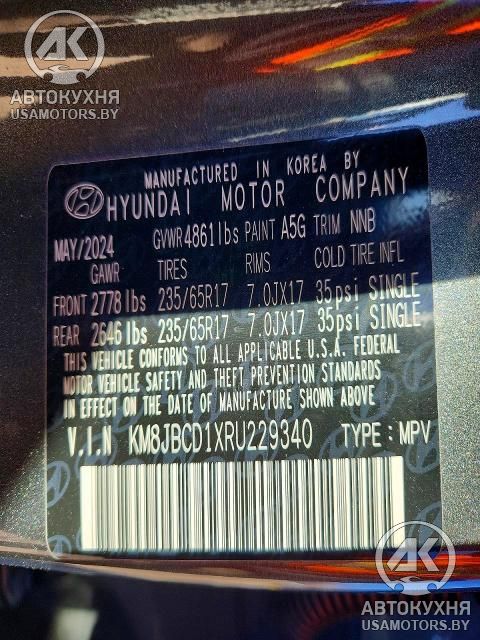 AK
АВТОКУХНЯ
USAMOTORS.BY
MANUFACTURED IN KOREA BY
HYUNDAI MOTOR COMPANY
MAY/2024 GVWR 4861lbs PAINT A5G TRIM NNB
GAWR TIRES RIMS COLD TIRE INFL
FRONT 2778 lbs 235/65R17 7.0JX17 35psi SINGLE
REAR 2646 lbs 235/65R17 7.0JX17 35psi SINGLE
THIS VEHICLE CONFORMS TO ALL APPLICABLE U.S.A. FEDERAL
MOTOR VEHICLE SAFETY AND THEFT PREVENTION STANDARDS
IN EFFECT ON THE DATE OF MANUFACTURE SHOWN ABOVE.
V.I.N KM8JBCD1XRU229340 TYPE: MPV
AK
АВТОКУХНЯ
USAMOTORS.BY